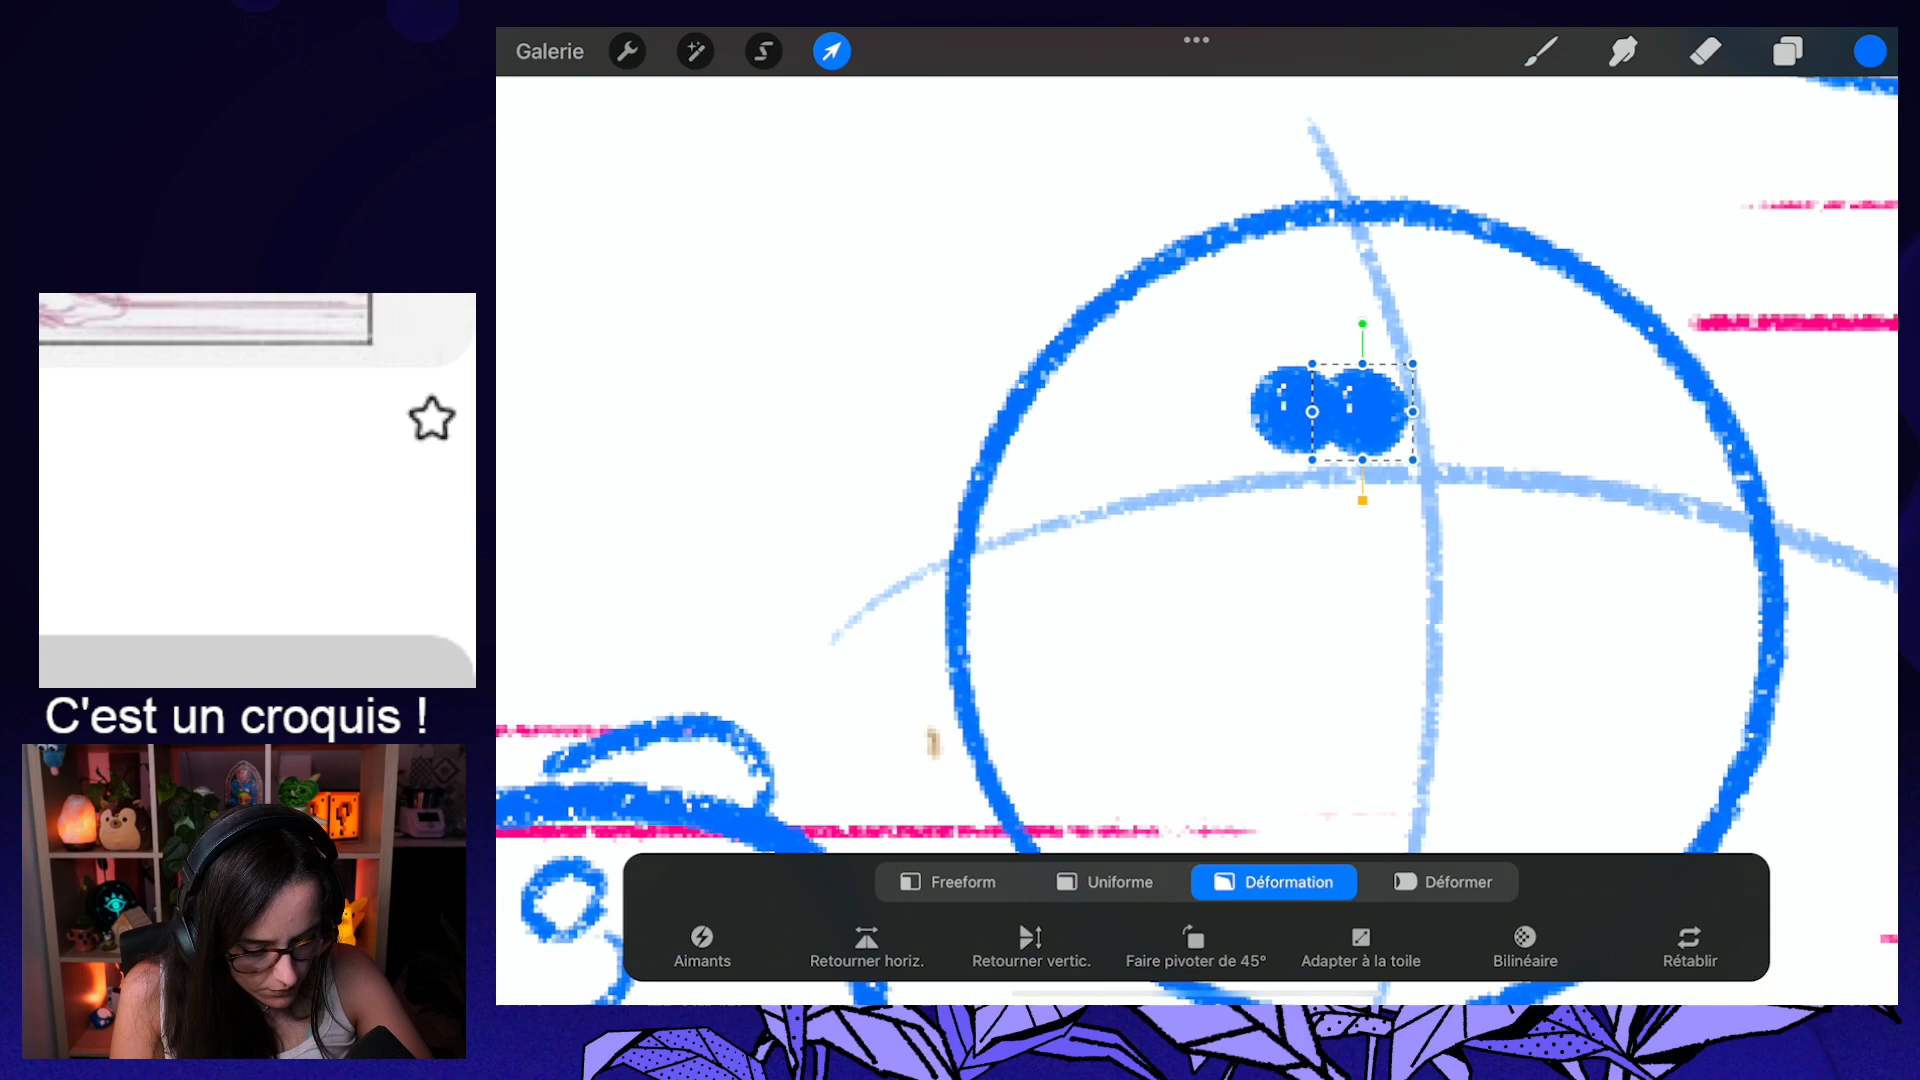 Galerie
C'est un croquis !
Freeform
Uniforme
Déformation
Déformer
Aimants
Retourner horiz.
Retourner vertic.
Faire pivoter de 45°
Adapter à la toile
Bilinéaire
Rétablir